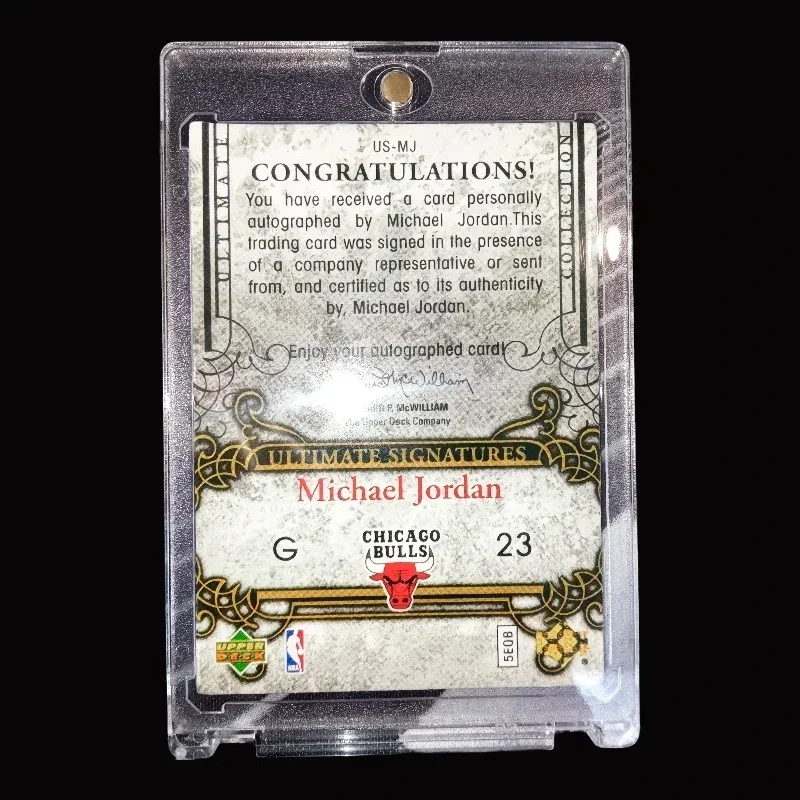 US-MJ
CONGRATULATIONS!
You have received a card personally
autographed by Michael Jordan.This
trading card was signed in the presence
of a company representative or sent
from, and certified as to its authenticity
by, Michael Jordan.
ULTIMATE
COLLECTION
Enjoy your autographed card!
McWilliam
P. McWILLIAM
The Upper Deck Company
ULTIMATE SIGNATURES
Michael Jordan
G
CHICAGO
BULLS
23
UPPER
DECK
NBA
5E0B